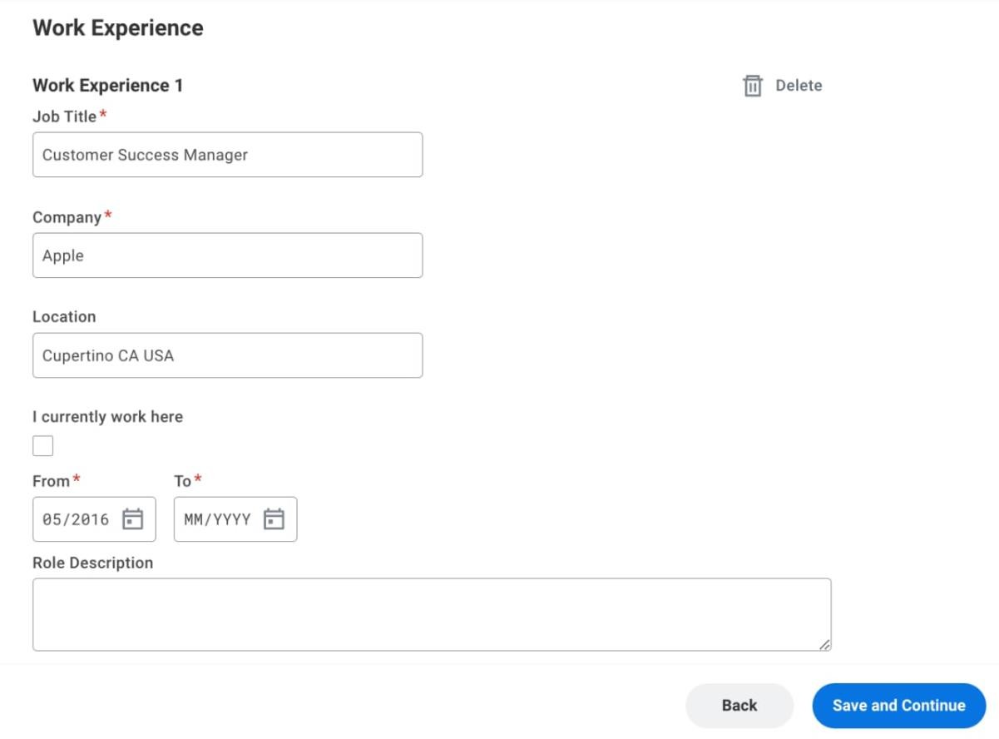 Work Experience
Work Experience 1
Delete
Job Title*
Customer Success Manager
Company*
Apple
Location
Cupertino CA USA
I currently work here
From* To*
05/2016 MM/YYYY
Role Description
Back Save and Continue